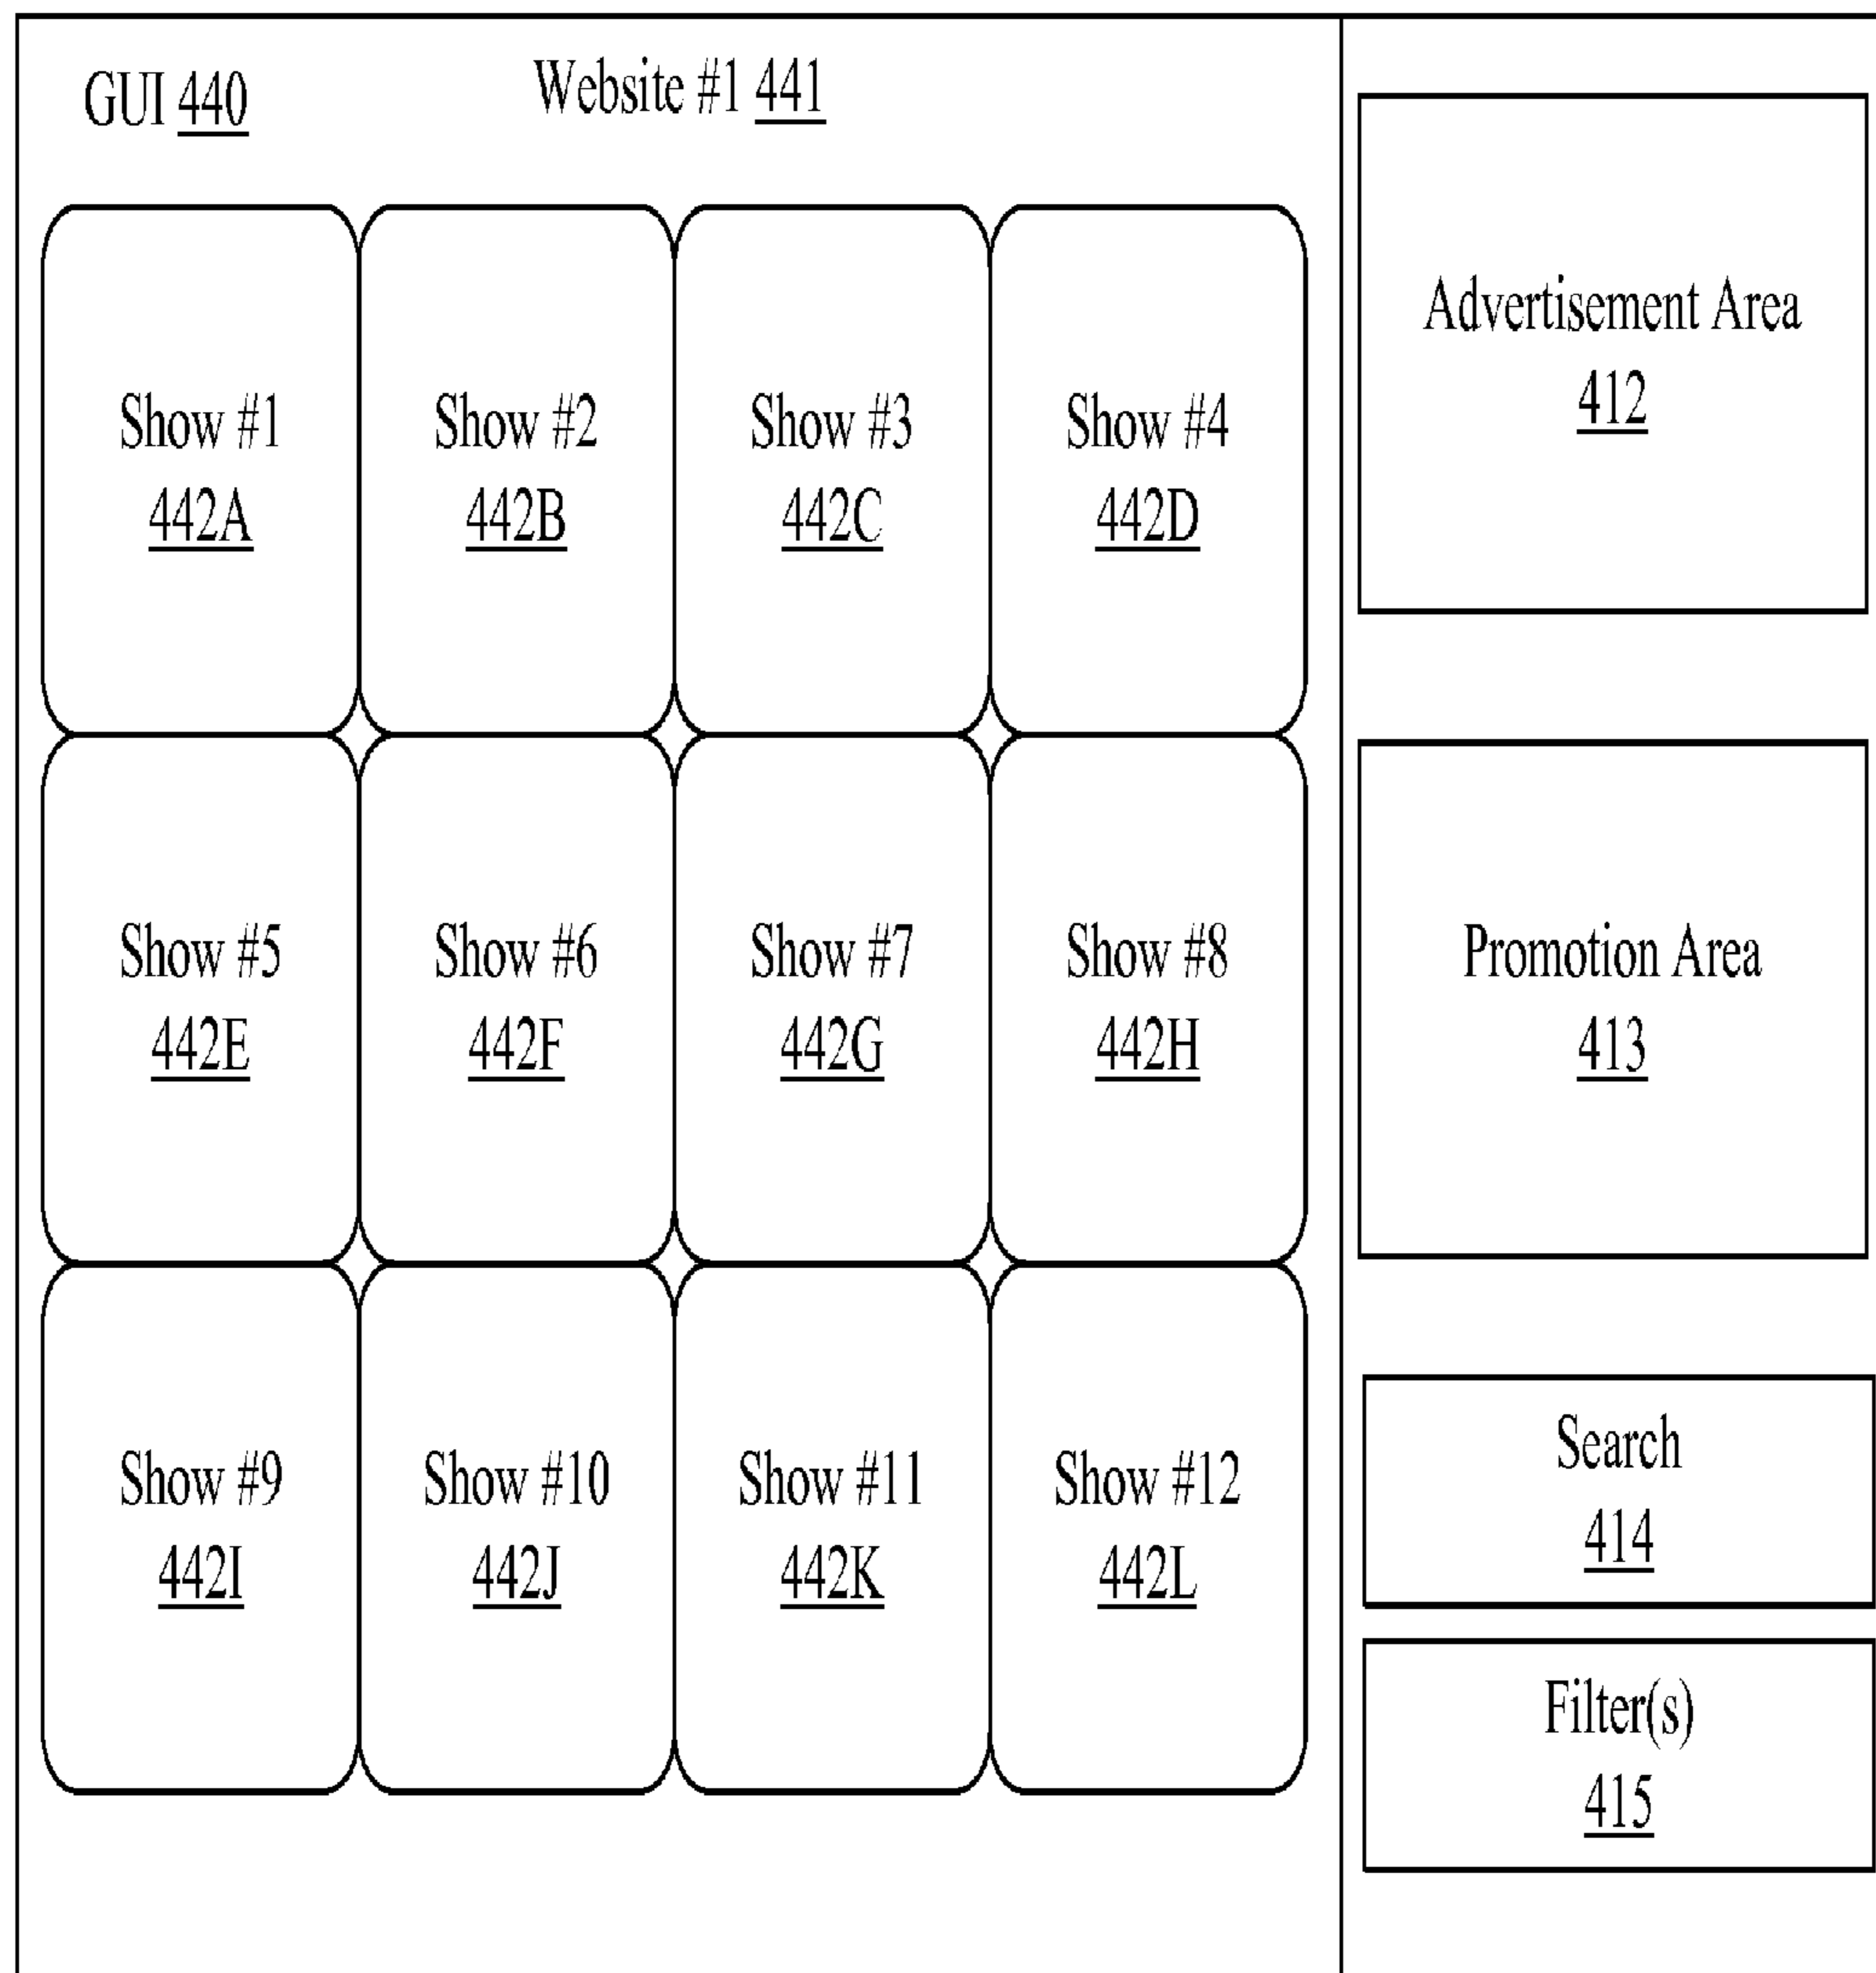 GUI 440
Website #1 441
Show #1
442A
Show #2
442B
Show #3
442C
Show #4
442D
Show #5
442E
Show #6
442F
Show #7
442G
Show #8
442H
Show #9
442I
Show #10
442J
Show #11
442K
Show #12
442L
Advertisement Area
412
Promotion Area
413
Search
414
Filter(s)
415